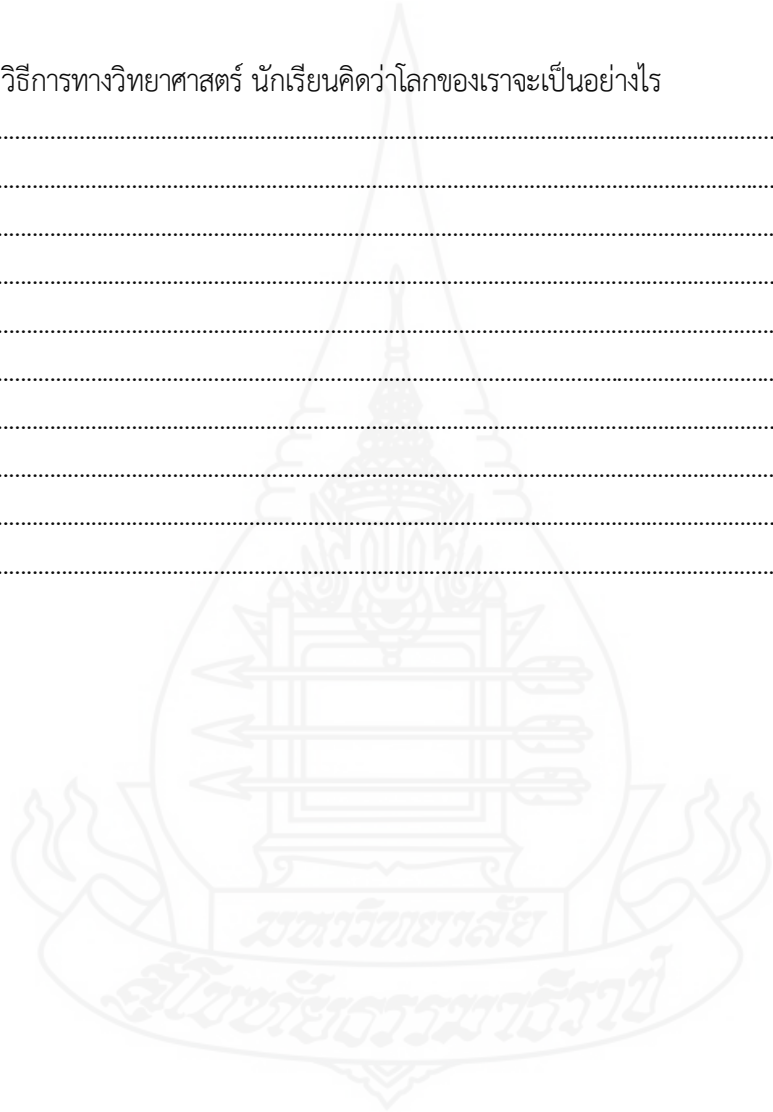 วิธีการทางวิทยาศาสตร์ นักเรียนคิดว่าโลกของเราจะเป็นอย่างไร
มหาวิทยาลัย
สุโขทัยธรรมาธิราช